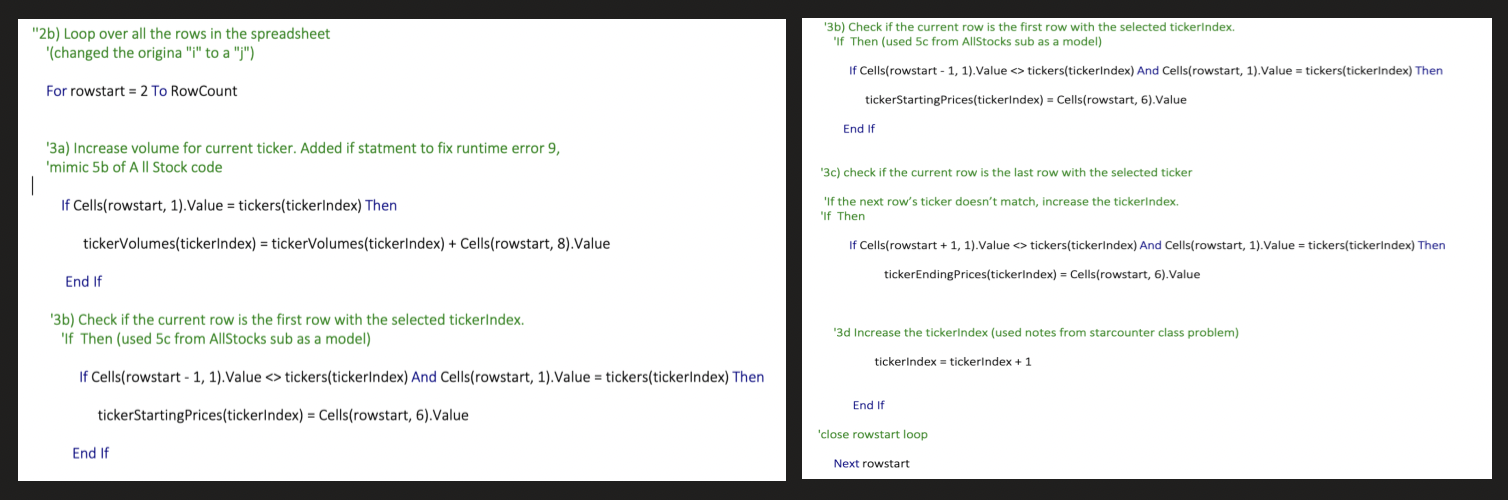 "2b) Loop over all the rows in the spreadsheet
'(changed the origina "i" to a "j")
For rowstart = 2 To RowCount
'3a) Increase volume for current ticker. Added if statment to fix runtime error 9,
'mimic 5b of A ll Stock code
If Cells(rowstart, 1).Value = tickers(tickerIndex) Then
tickerVolumes(tickerIndex) = tickerVolumes(tickerIndex) + Cells(rowstart, 8).Value
End If
'3b) Check if the current row is the first row with the selected tickerIndex.
'If  Then (used 5c from AllStocks sub as a model)
If Cells(rowstart - 1, 1).Value <> tickers(tickerIndex) And Cells(rowstart, 1).Value = tickers(tickerIndex) Then
tickerStartingPrices(tickerIndex) = Cells(rowstart, 6).Value
End If
'3b) Check if the current row is the first row with the selected tickerIndex.
'If  Then (used 5c from AllStocks sub as a model)
If Cells(rowstart - 1, 1).Value <> tickers(tickerIndex) And Cells(rowstart, 1).Value = tickers(tickerIndex) Then
tickerStartingPrices(tickerIndex) = Cells(rowstart, 6).Value
End If
'3c) check if the current row is the last row with the selected ticker
'If the next row's ticker doesn't match, increase the tickerIndex.
'If  Then
If Cells(rowstart + 1, 1).Value <> tickers(tickerIndex) And Cells(rowstart, 1).Value = tickers(tickerIndex) Then
tickerEndingPrices(tickerIndex) = Cells(rowstart, 6).Value
'3d Increase the tickerIndex (used notes from starcounter class problem)
tickerIndex = tickerIndex + 1
End If
'close rowstart loop
Next rowstart